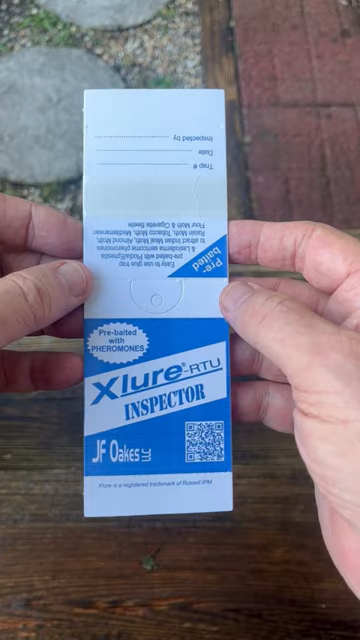 Inspected by
Date
Trap #
Easy to use glue trap
pre-sealed with Plodia/Ephestia
& Lasioderma serricorne pheromones
to attract Indian Meal Moth, Almond Moth,
Raisin Moth, Tobacco Moth, Mediterranean
Flour Moth & Cigarette Beetle
Pre-
baited
Pre-baited
with
PHEROMONES
Xlure®-RTU
INSPECTOR
JF Oakes LLC
Xlure is a registered trademark of Russell IPM